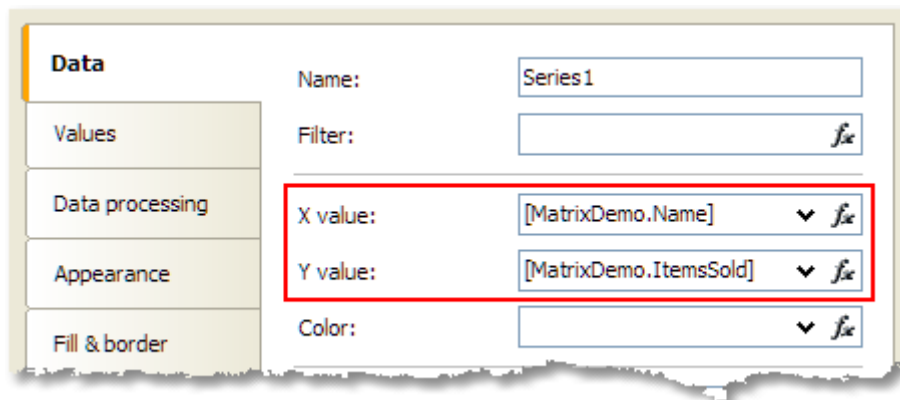 Data
Values
Data processing
Appearance
Fill & border
Name: Series1
Filter: fx
X value: [MatrixDemo.Name] fx
Y value: [MatrixDemo.ItemsSold] fx
Color: fx